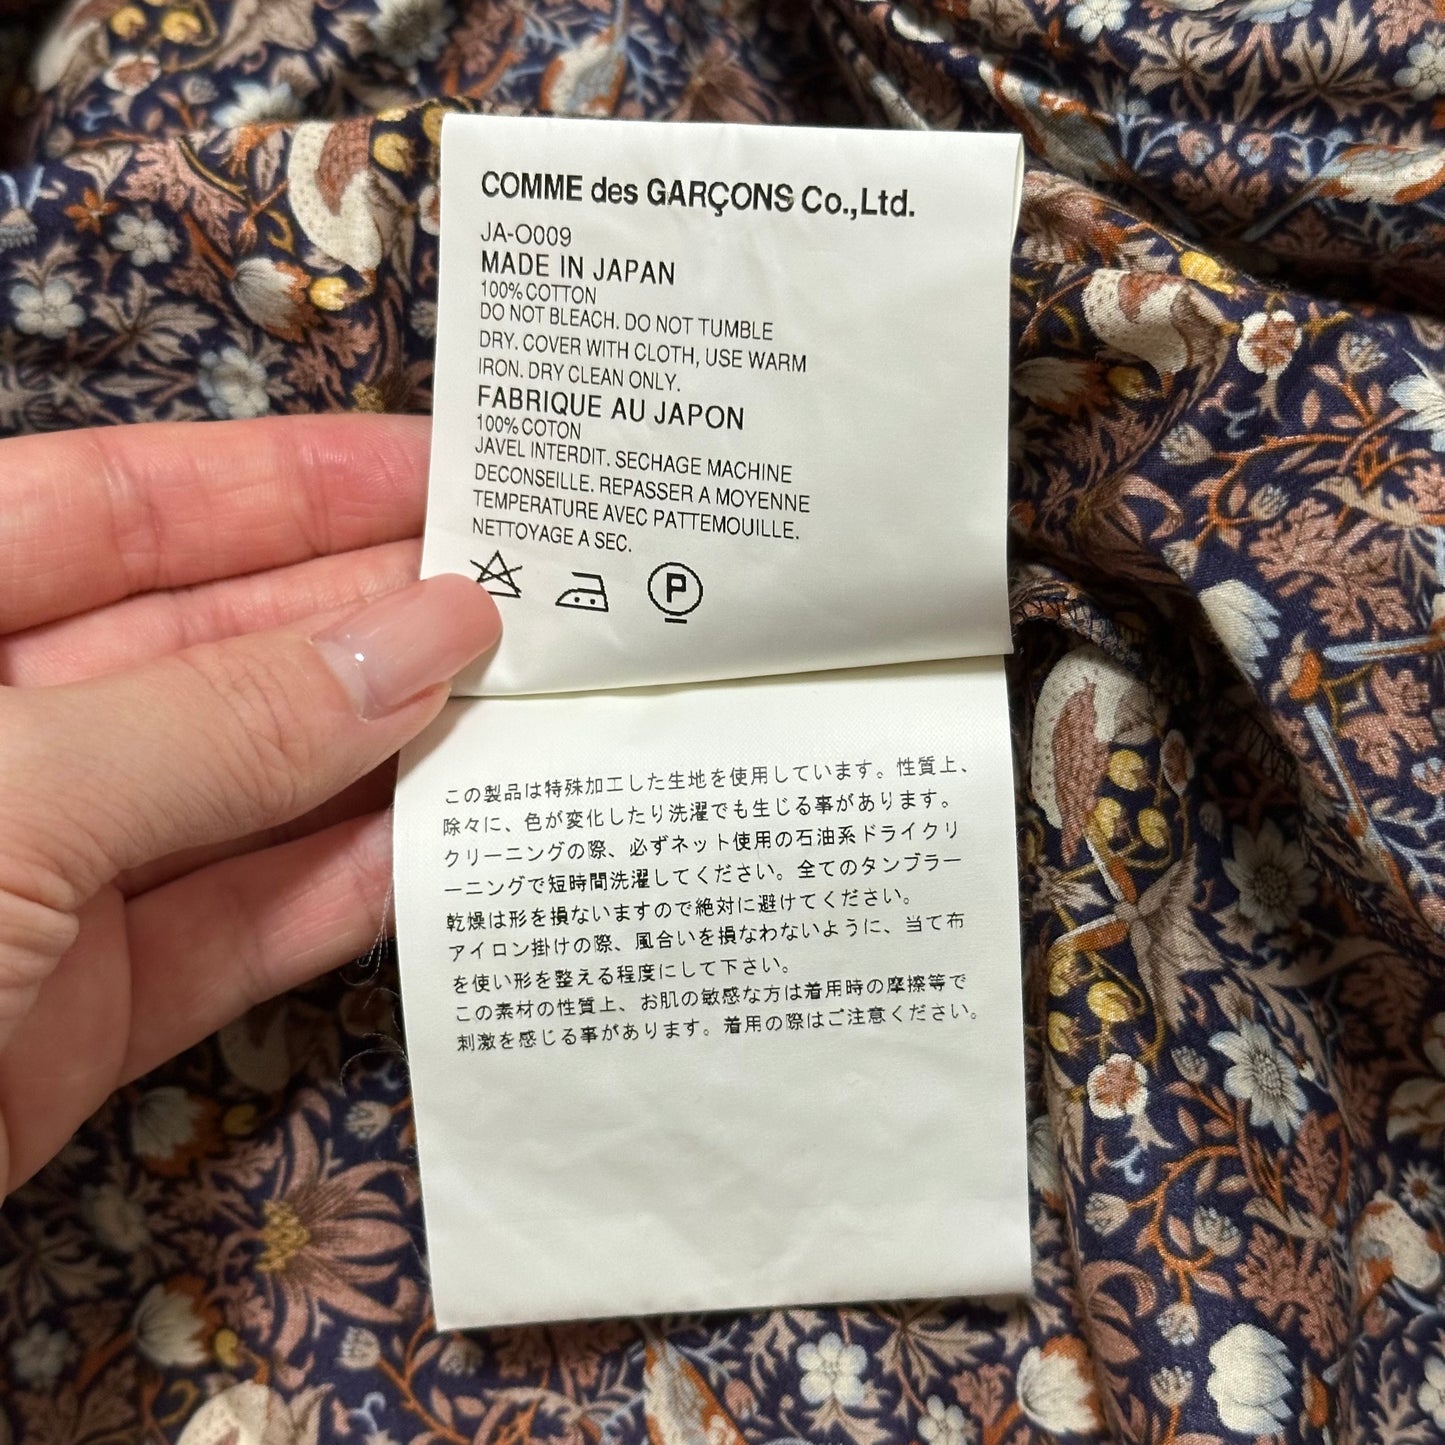 COMME des GARÇONS Co.,Ltd.
JA-O009
MADE IN JAPAN
100% COTTON
DO NOT BLEACH. DO NOT TUMBLE
DRY. COVER WITH CLOTH, USE WARM
IRON. DRY CLEAN ONLY.
FABRIQUE AU JAPON
100% COTON
JAVEL INTERDIT. SECHAGE MACHINE
DECONSEILLE. REPASSER A MOYENNE
TEMPERATURE AVEC PATTEMOUILLE.
NETTOYAGE A SEC.
P
この製品は特殊加工した生地を使用しています。性質上、
除々に、色が変化したり洗濯でも生じる事があります。
クリーニングの際、必ずネット使用の石油系ドライクリ
ーニングで短時間洗濯してください。全てのタンブラー
乾燥は形を損ないますので絶対に避けてください。
アイロン掛けの際、風合いを損なわないように、当て布
を使い形を整える程度にして下さい。
この素材の性質上、お肌の敏感な方は着用時の摩擦等で
刺激を感じる事があります。着用の際はご注意ください。